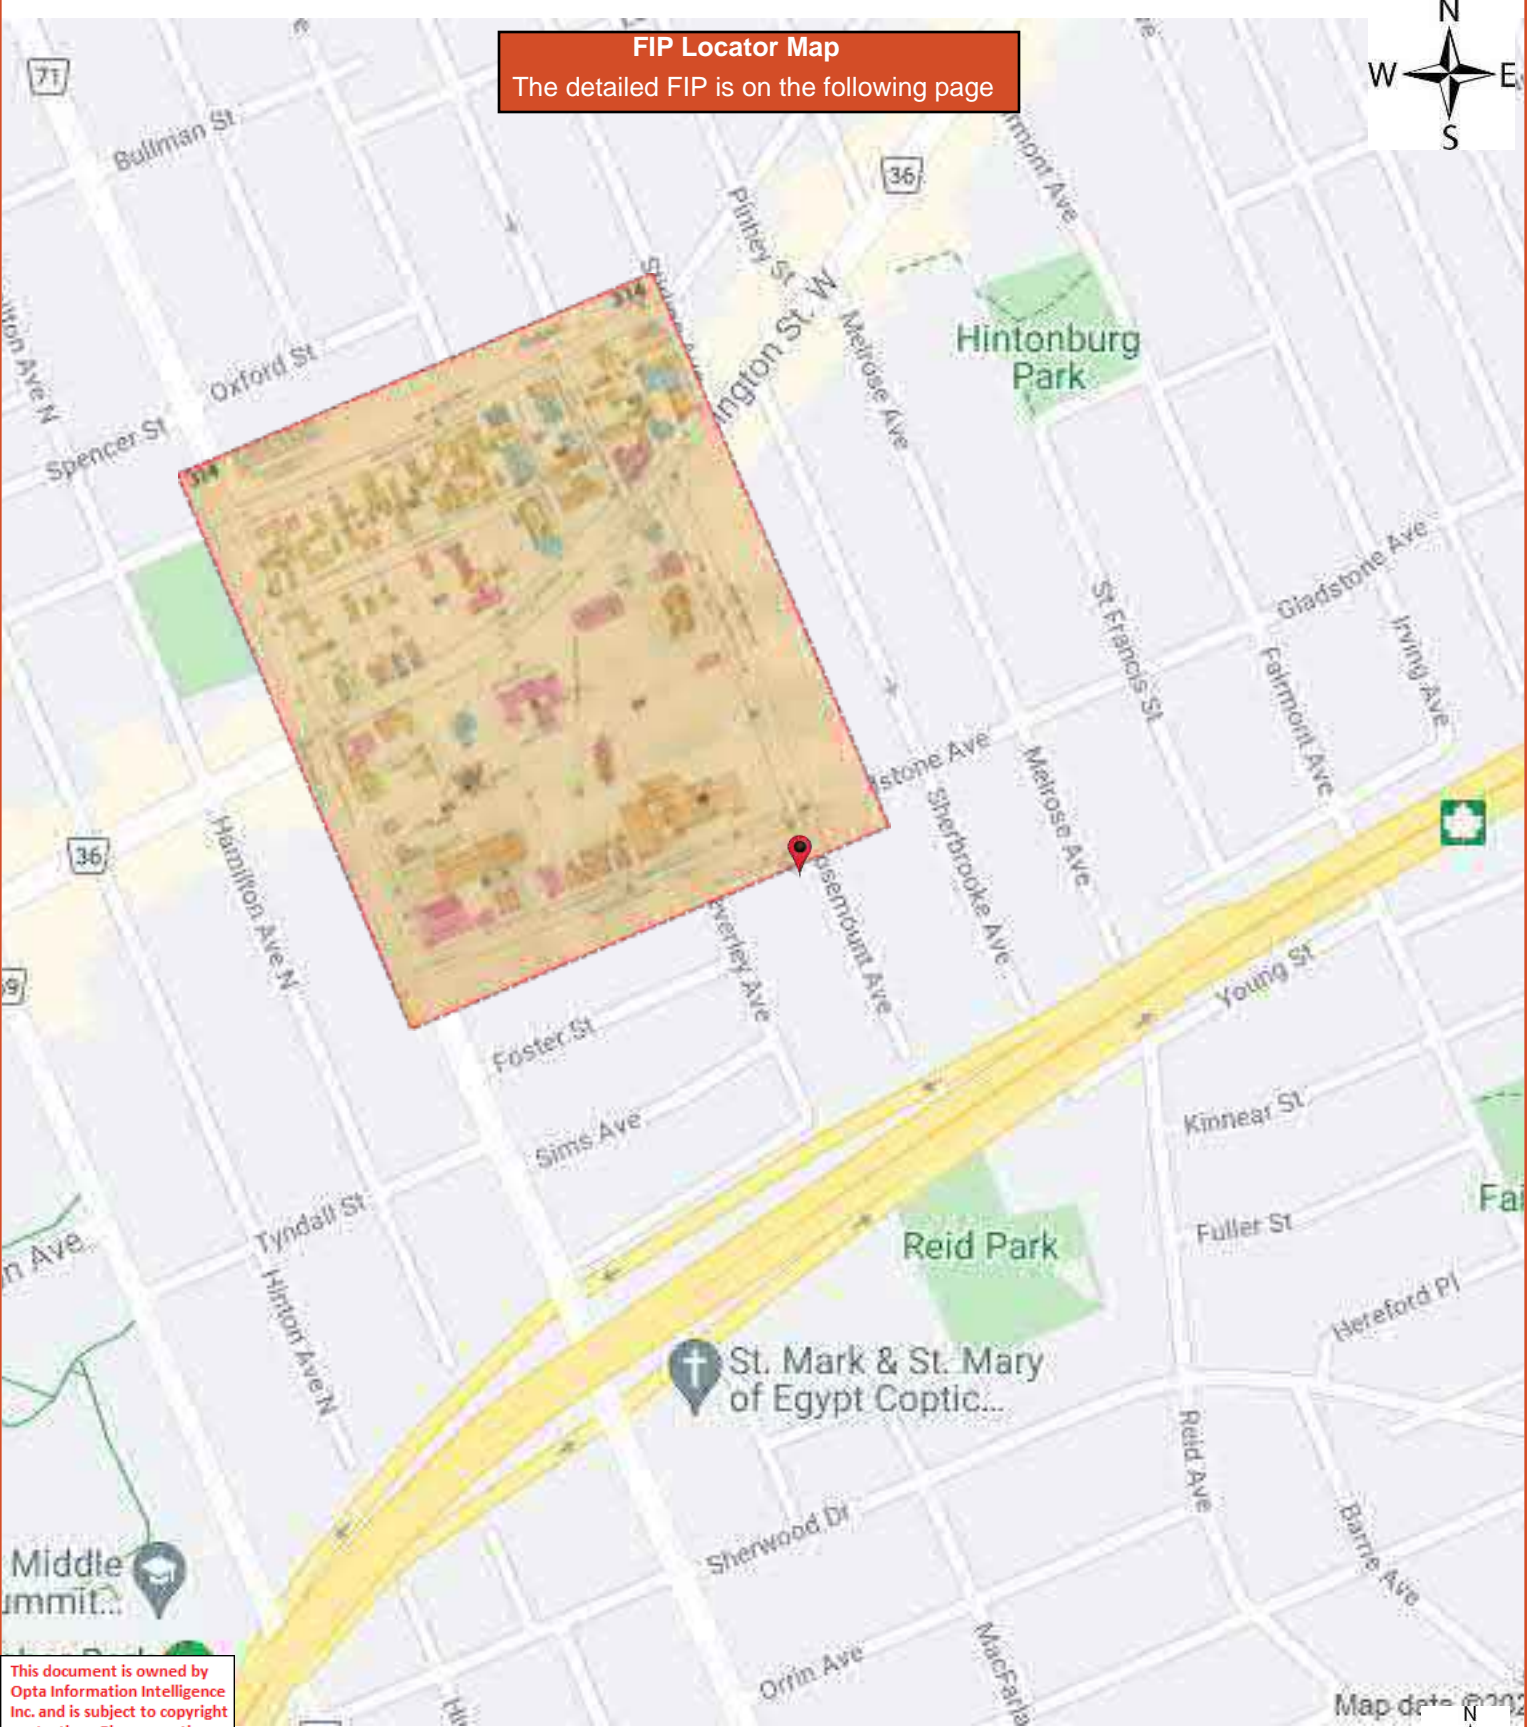 N
FIP Locator Map
The detailed FIP is on the following page
W
E
S
71
Bullman St
36
Pinhey St
Melrose Ave
Hintonburg
Park
Oxford St
Spencer St
314
Gladstone Ave
St Francis St
Fairmont Ave
Irving Ave
Melrose Ave
Sherbrooke Ave
36
Hamilton Ave N
Foster St
Young St
Sims Ave
Kinnear St
Tyndall St
Fuller St
Reid Park
Hereford Pl
Hinton Ave N
St. Mark & St. Mary
of Egypt Coptic...
Reid Ave
Barrie Ave
Sherwood Dr
Middle
Orrin Ave
This document is owned by
Opta Information Intelligence
Inc. and is subject to copyright
Map data
N